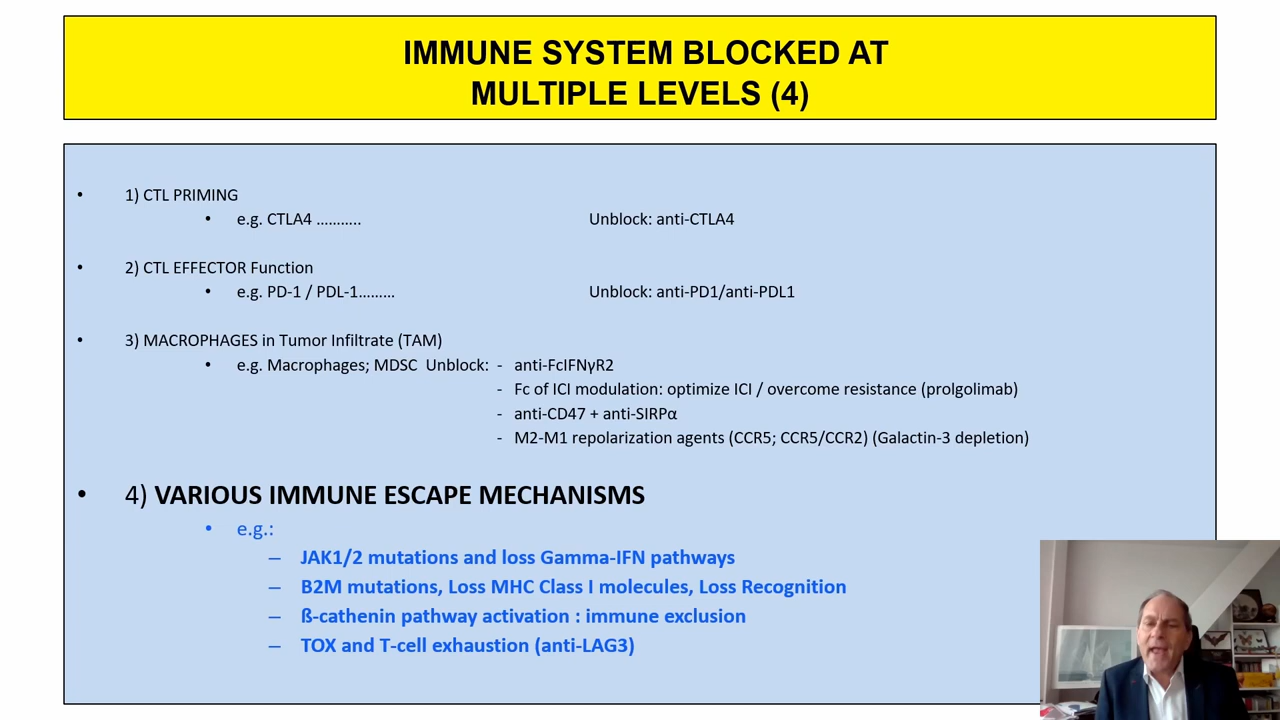 IMMUNE SYSTEM BLOCKED AT
MULTIPLE LEVELS (4)
• 1) CTL PRIMING
• e.g. CTLA4 ........... Unblock: anti-CTLA4
• 2) CTL EFFECTOR Function
• e.g. PD-1 / PDL-1......... Unblock: anti-PD1/anti-PDL1
• 3) MACROPHAGES in Tumor Infiltrate (TAM)
• e.g. Macrophages; MDSC Unblock: - anti-FcIFNγR2
- Fc of ICI modulation: optimize ICI / overcome resistance (prolgolimab)
- anti-CD47 + anti-SIRPα
- M2-M1 repolarization agents (CCR5; CCR5/CCR2) (Galactin-3 depletion)
• 4) VARIOUS IMMUNE ESCAPE MECHANISMS
• e.g.:
– JAK1/2 mutations and loss Gamma-IFN pathways
– B2M mutations, Loss MHC Class I molecules, Loss Recognition
– ß-cathenin pathway activation : immune exclusion
– TOX and T-cell exhaustion (anti-LAG3)